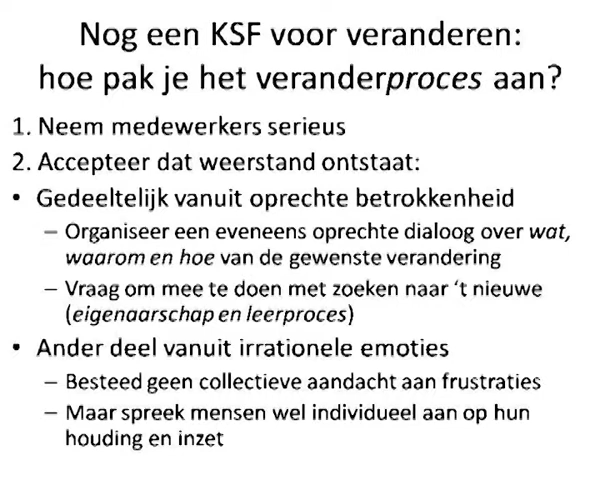 Nog een KSF voor veranderen:
hoe pak je het veranderproces aan?
1. Neem medewerkers serieus
2. Accepteer dat weerstand ontstaat:
• Gedeeltelijk vanuit oprechte betrokkenheid
– Organiseer een eveneens oprechte dialoog over wat,
waarom en hoe van de gewenste verandering
– Vraag om mee te doen met zoeken naar ‘t nieuwe
(eigenaarschap en leerproces)
• Ander deel vanuit irrationele emoties
– Besteed geen collectieve aandacht aan frustraties
– Maar spreek mensen wel individueel aan op hun
houding en inzet